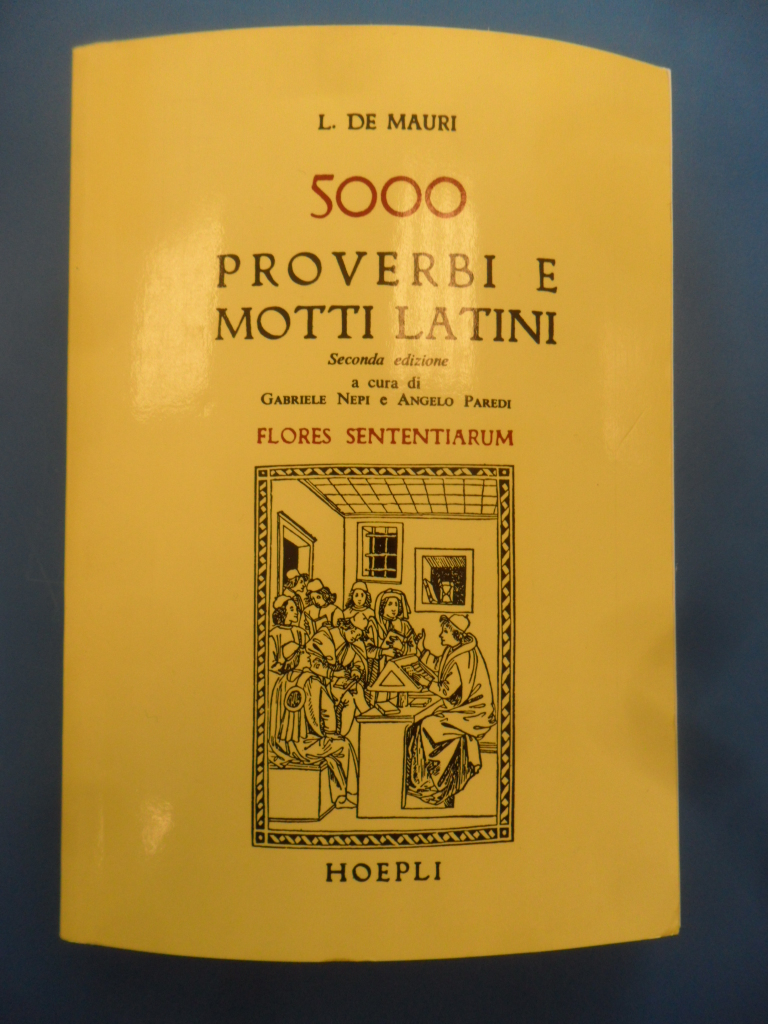 L. DE MAURI
5000
PROVERBI E
MOTTI LATINI
Seconda edizione
a cura di
GABRIELE NEPI e ANGELO PAREDI
FLORES SENTENTIARUM
HOEPLI